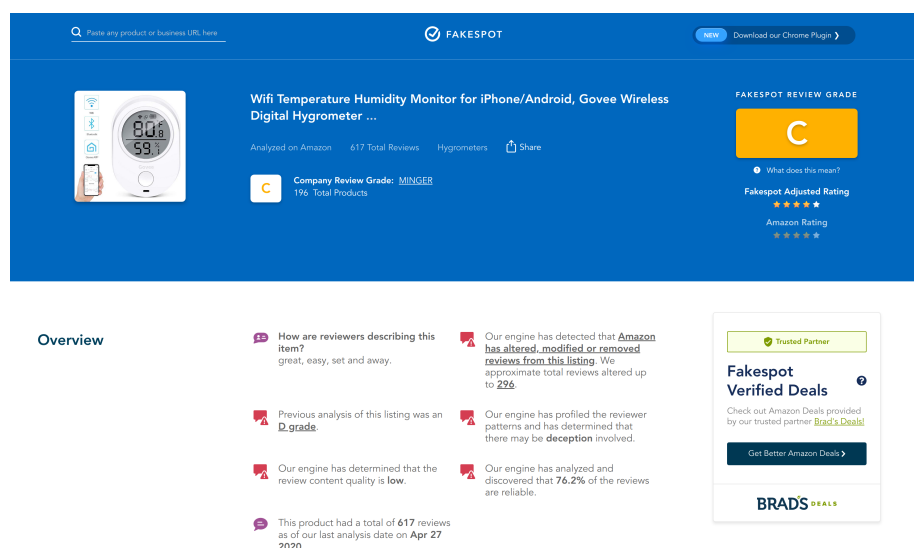 Paste any product or business URL here
FAKESPOT
NEW Download our Chrome Plugin ❯
Wifi Temperature Humidity Monitor for iPhone/Android, Govee Wireless
Digital Hygrometer ...
Analyzed on Amazon 617 Total Reviews Hygrometers Share
C
Company Review Grade: MINGER
196 Total Products
FAKESPOT REVIEW GRADE
C
What does this mean?
Fakespot Adjusted Rating
Amazon Rating
80.8 F
59.1 %
Overview
How are reviewers describing this
item?
great, easy, set and away.
Our engine has detected that Amazon
has altered, modified or removed
reviews from this listing. We
approximate total reviews altered up
to 296.
Previous analysis of this listing was an
D grade.
Our engine has profiled the reviewer
patterns and has determined that
there may be deception involved.
Our engine has determined that the
review content quality is low.
Our engine has analyzed and
discovered that 76.2% of the reviews
are reliable.
This product had a total of 617 reviews
as of our last analysis date on Apr 27
2020
Trusted Partner
Fakespot
Verified Deals
Check out Amazon Deals provided
by our trusted partner Brad's Deals!
Get Better Amazon Deals ❯
BRAD'S DEALS